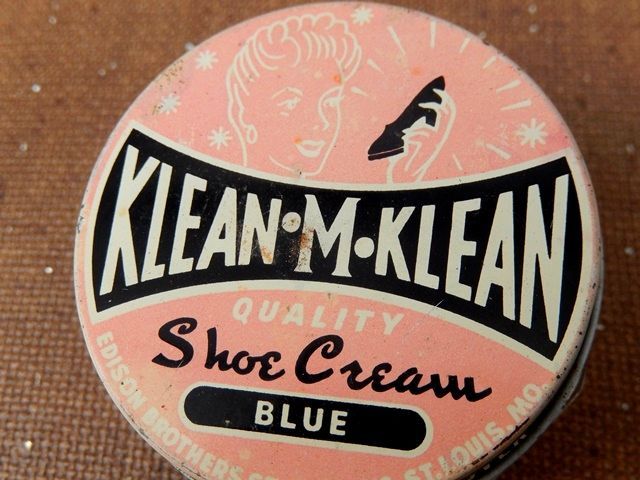 KLEAN•M•KLEAN
QUALITY
Shoe Cream
BLUE
EDISON BROTHERS ST. LOUIS, MO.